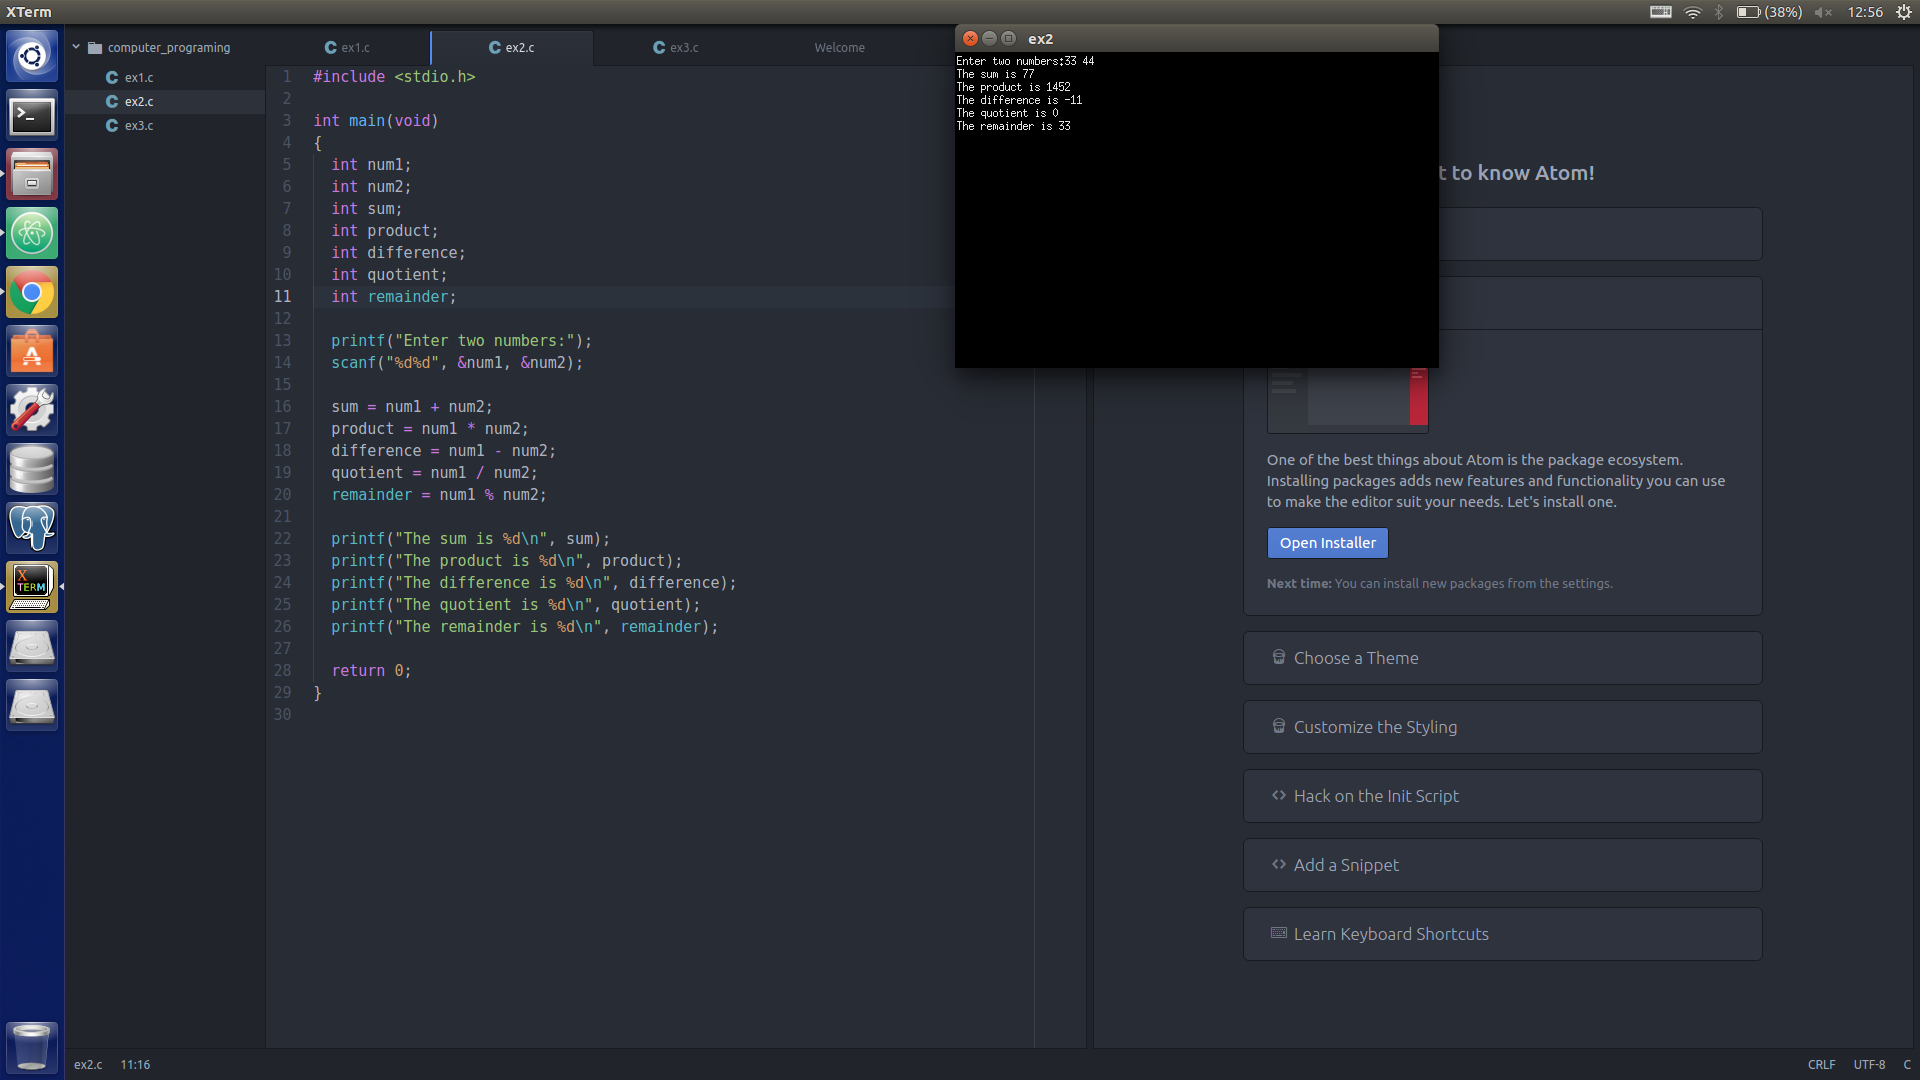 XTerm
(38%)
12:56
computer_programing
ex1.c
ex2.c
ex3.c
ex1.c
ex2.c
ex3.c
Welcome
1 #include <stdio.h>
2
3 int main(void)
4 {
5 int num1;
6 int num2;
7 int sum;
8 int product;
9 int difference;
10 int quotient;
11 int remainder;
12
13 printf("Enter two numbers:");
14 scanf("%d%d", &num1, &num2);
15
16 sum = num1 + num2;
17 product = num1 * num2;
18 difference = num1 - num2;
19 quotient = num1 / num2;
20 remainder = num1 % num2;
21
22 printf("The sum is %d\n", sum);
23 printf("The product is %d\n", product);
24 printf("The difference is %d\n", difference);
25 printf("The quotient is %d\n", quotient);
26 printf("The remainder is %d\n", remainder);
27
28 return 0;
29 }
30
ex2
Enter two numbers:33 44
The sum is 77
The product is 1452
The difference is -11
The quotient is 0
The remainder is 33
t to know Atom!
One of the best things about Atom is the package ecosystem.
Installing packages adds new features and functionality you can use
to make the editor suit your needs. Let's install one.
Open Installer
Next time: You can install new packages from the settings.
Choose a Theme
Customize the Styling
Hack on the Init Script
Add a Snippet
Learn Keyboard Shortcuts
X
TERM
ex2.c
11:16
CRLF
UTF-8
C